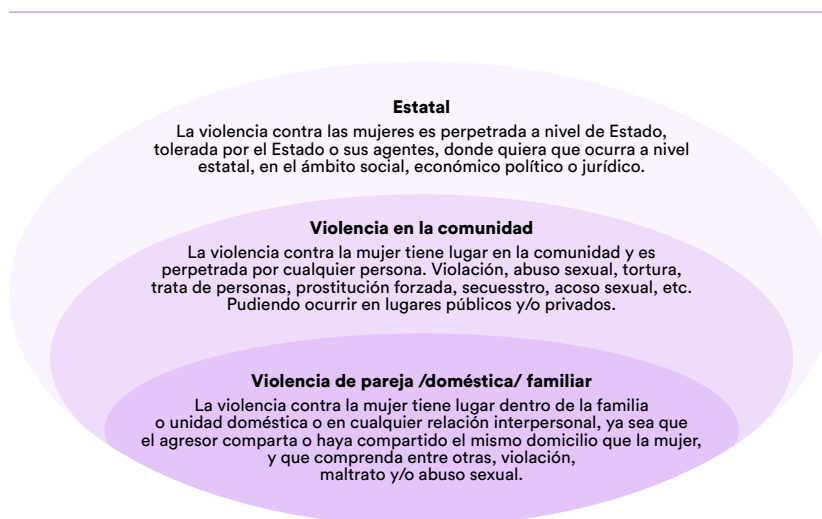 Estatal
La violencia contra las mujeres es perpetrada a nivel de Estado,
tolerada por el Estado o sus agentes, donde quiera que ocurra a nivel
estatal, en el ámbito social, económico político o jurídico.
Violencia en la comunidad
La violencia contra la mujer tiene lugar en la comunidad y es
perpetrada por cualquier persona. Violación, abuso sexual, tortura,
trata de personas, prostitución forzada, secuesstro, acoso sexual, etc.
Pudiendo ocurrir en lugares públicos y/o privados.
Violencia de pareja /doméstica/ familiar
La violencia contra la mujer tiene lugar dentro de la familia
o unidad doméstica o en cualquier relación interpersonal, ya sea que
el agresor comparta o haya compartido el mismo domicilio que la mujer,
y que comprenda entre otras, violación,
maltrato y/o abuso sexual.